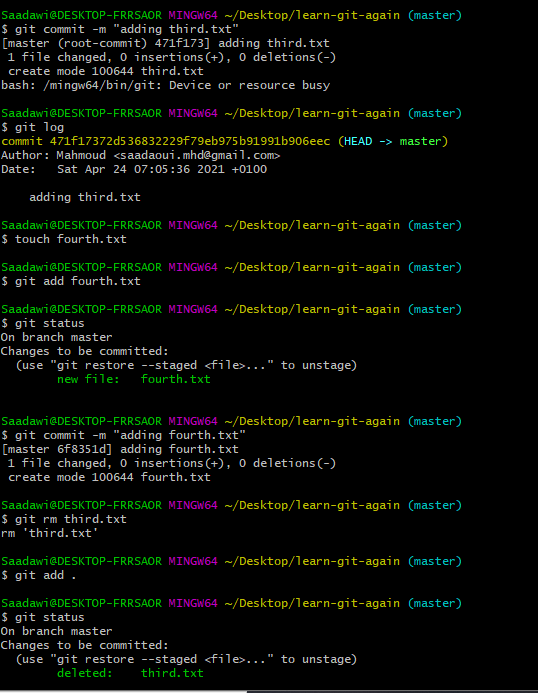 Saadawi@DESKTOP-FRRSAOR MINGW64 ~/Desktop/learn-git-again (master)
$ git commit -m "adding third.txt"
[master (root-commit) 471f173] adding third.txt
 1 file changed, 0 insertions(+), 0 deletions(-)
 create mode 100644 third.txt
bash: /mingw64/bin/git: Device or resource busy

Saadawi@DESKTOP-FRRSAOR MINGW64 ~/Desktop/learn-git-again (master)
$ git log
commit 471f17372d536832229f79eb975b91991b906eec (HEAD -> master)
Author: Mahmoud <saadaoui.mhd@gmail.com>
Date:   Sat Apr 24 07:05:36 2021 +0100

    adding third.txt

Saadawi@DESKTOP-FRRSAOR MINGW64 ~/Desktop/learn-git-again (master)
$ touch fourth.txt

Saadawi@DESKTOP-FRRSAOR MINGW64 ~/Desktop/learn-git-again (master)
$ git add fourth.txt

Saadawi@DESKTOP-FRRSAOR MINGW64 ~/Desktop/learn-git-again (master)
$ git status
On branch master
Changes to be committed:
  (use "git restore --staged <file>..." to unstage)
        new file:   fourth.txt

Saadawi@DESKTOP-FRRSAOR MINGW64 ~/Desktop/learn-git-again (master)
$ git commit -m "adding fourth.txt"
[master 6f8351d] adding fourth.txt
 1 file changed, 0 insertions(+), 0 deletions(-)
 create mode 100644 fourth.txt

Saadawi@DESKTOP-FRRSAOR MINGW64 ~/Desktop/learn-git-again (master)
$ git rm third.txt
rm 'third.txt'

Saadawi@DESKTOP-FRRSAOR MINGW64 ~/Desktop/learn-git-again (master)
$ git add .

Saadawi@DESKTOP-FRRSAOR MINGW64 ~/Desktop/learn-git-again (master)
$ git status
On branch master
Changes to be committed:
  (use "git restore --staged <file>..." to unstage)
        deleted:    third.txt